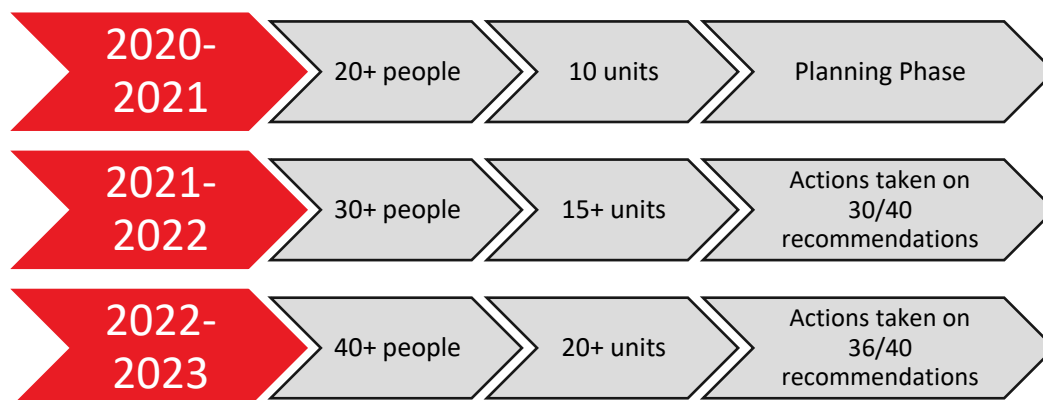 2020-
2021
20+ people
10 units
Planning Phase
2021-
2022
30+ people
15+ units
Actions taken on
30/40
recommendations
2022-
2023
40+ people
20+ units
Actions taken on
36/40
recommendations